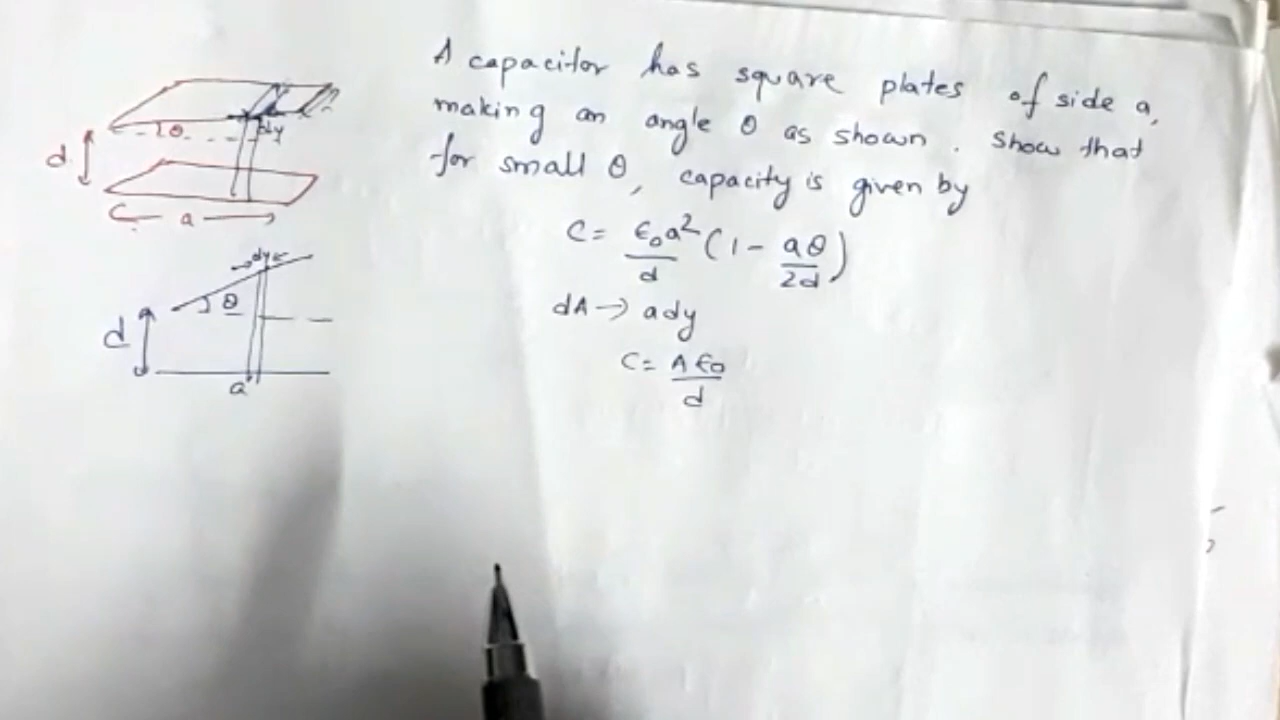 A capacitor has square plates of side a,
making an angle θ as shown. Show that
for small θ, capacity is given by
C = ϵ₀a²/d (1 - aθ/2d)
dA → ady
C = Aϵ₀/d
θ
dy
d
a
dy
θ
d
a